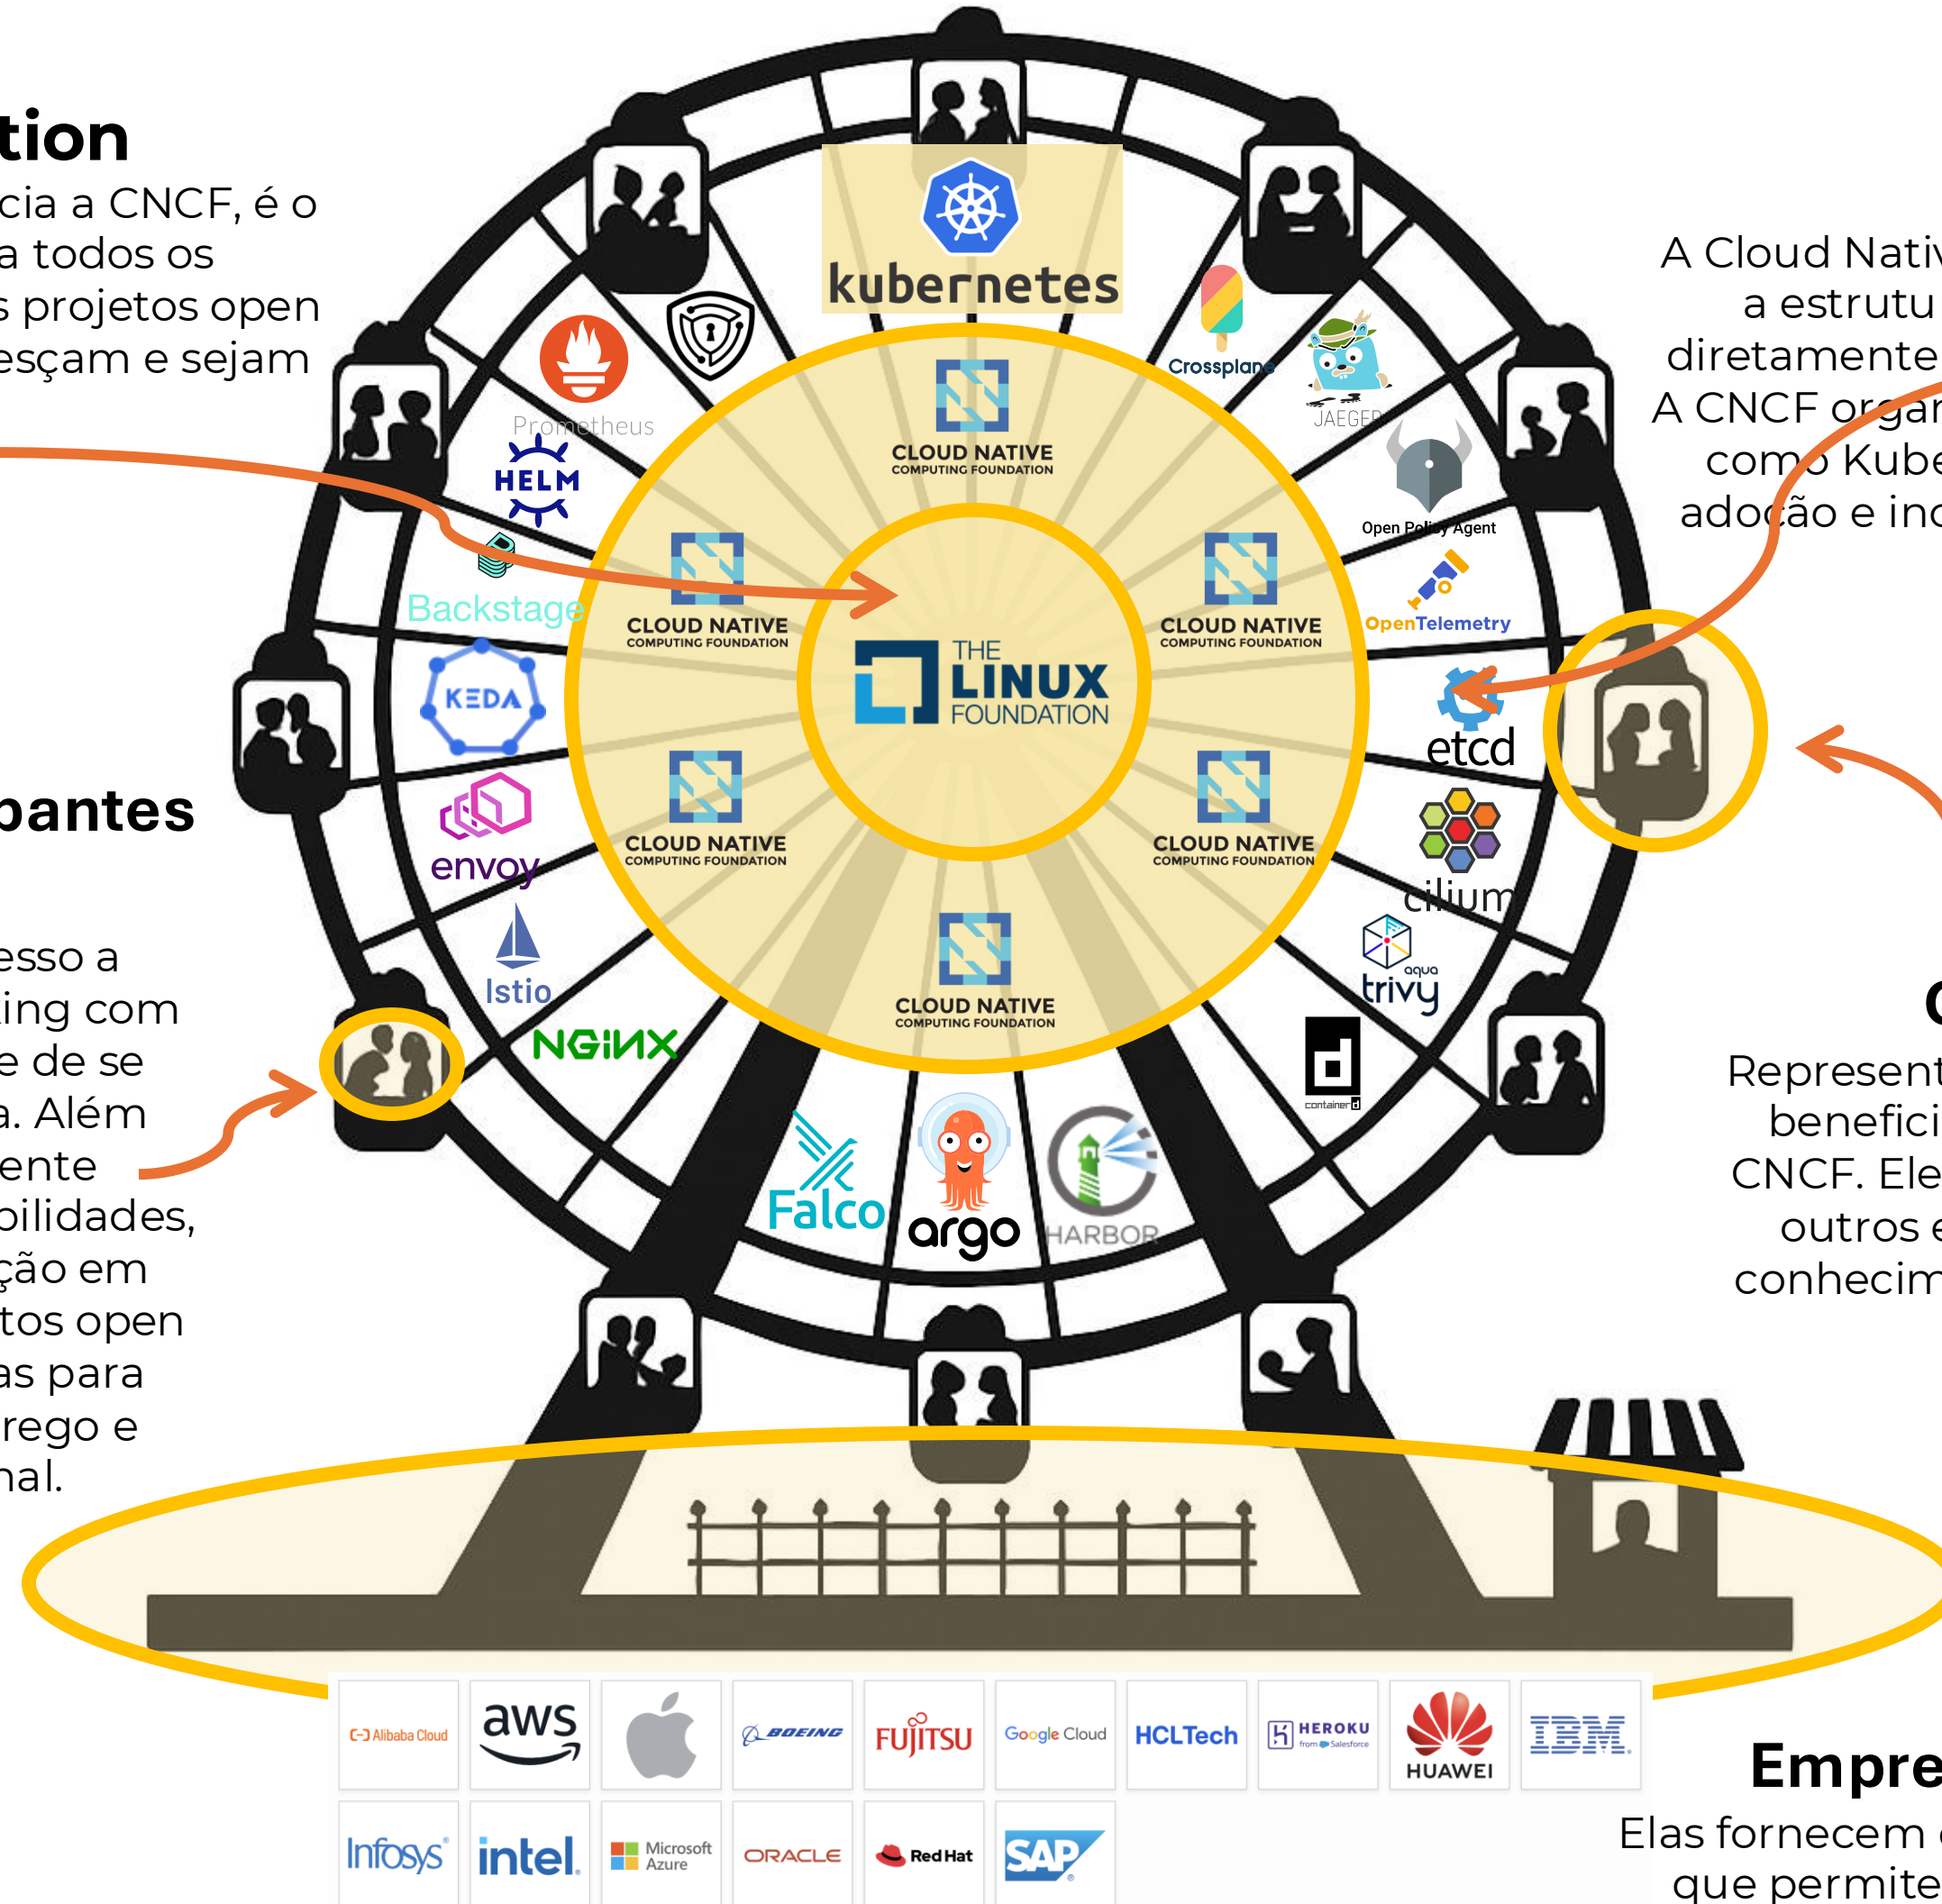 tion
cia a CNCF, é o
a todos os
s projetos open
esçam e sejam
pantes
esso a
king com
e de se
a. Além
ente
bilidades,
ção em
tos open
as para
rego e
nal.
kubernetes
Prometheus
HELM
Backstage
KEDA
envoy
Istio
NGINX
Falco
argo
HARBOR
containerd
aqua
trivy
cilium
etcd
OpenTelemetry
Open Policy Agent
JAEGER
Crossplane
CLOUD NATIVE
COMPUTING FOUNDATION
CLOUD NATIVE
COMPUTING FOUNDATION
CLOUD NATIVE
COMPUTING FOUNDATION
THE
LINUX
FOUNDATION
CLOUD NATIVE
COMPUTING FOUNDATION
CLOUD NATIVE
COMPUTING FOUNDATION
CLOUD NATIVE
COMPUTING FOUNDATION
A Cloud Nativ
a estrutu
diretamente
A CNCF organ
como Kube
adoção e ino
Represent
benefici
CNCF. Ele
outros e
conhecim
Empre
Elas fornecem
que permite
Alibaba Cloud
aws
BOEING
FUJITSU
Google Cloud
HCLTech
HEROKU
from Salesforce
HUAWEI
IBM
Infosys
intel.
Microsoft
Azure
ORACLE
Red Hat
SAP